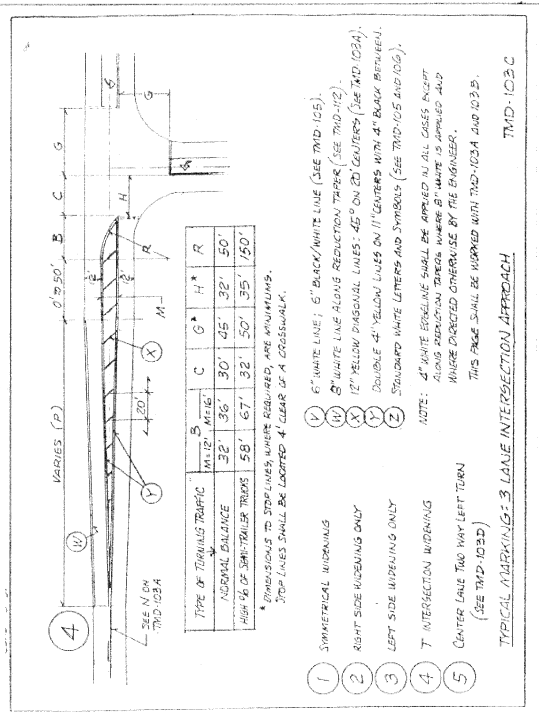 4
VARIES (P)
0' TO 50'
B
C
G
W
SEE N ON
TMD-103A
Y
20'
X
M
2'
2'
R
H
G
TYPE OF TURNING TRAFFIC
B
M=12'
M=16'
C
G*
H*
R
NORMAL BALANCE
32'
36'
30'
45'
32'
50'
HIGH % OF SEMI-TRAILER TRUCKS
58'
67'
32'
50'
35'
150'
* DIMENSIONS TO STOP LINES, WHERE REQUIRED, ARE MINIMUMS.
STOP LINES SHALL BE LOCATED 4' CLEAR OF A CROSSWALK.
1 SYMMETRICAL WIDENING
2 RIGHT SIDE WIDENING ONLY
3 LEFT SIDE WIDENING ONLY
4 T INTERSECTION WIDENING
5 CENTER LANE TWO WAY LEFT TURN
(SEE TMD-103D)
V 6" WHITE LINE; 6" BLACK/WHITE LINE (SEE TMD-105).
W 8" WHITE LINE ALONG REDUCTION TAPER (SEE TMD-112).
X 12" YELLOW DIAGONAL LINES: 45° ON 20' CENTERS (SEE TMD-103A).
Y DOUBLE 4" YELLOW LINES ON 11" CENTERS WITH 4" BLACK BETWEEN.
Z STANDARD WHITE LETTERS AND SYMBOLS (SEE TMD-105 AND 106).
NOTE: 4" WHITE EDGELINE SHALL BE APPLIED IN ALL CASES EXCEPT
ALONG REDUCTION TAPERS WHERE 8" WHITE IS APPLIED AND
WHERE DIRECTED OTHERWISE BY THE ENGINEER.
THIS PAGE SHALL BE WORKED WITH TMD-103A AND 103B.
TYPICAL MARKING: 3 LANE INTERSECTION APPROACH
TMD-103C